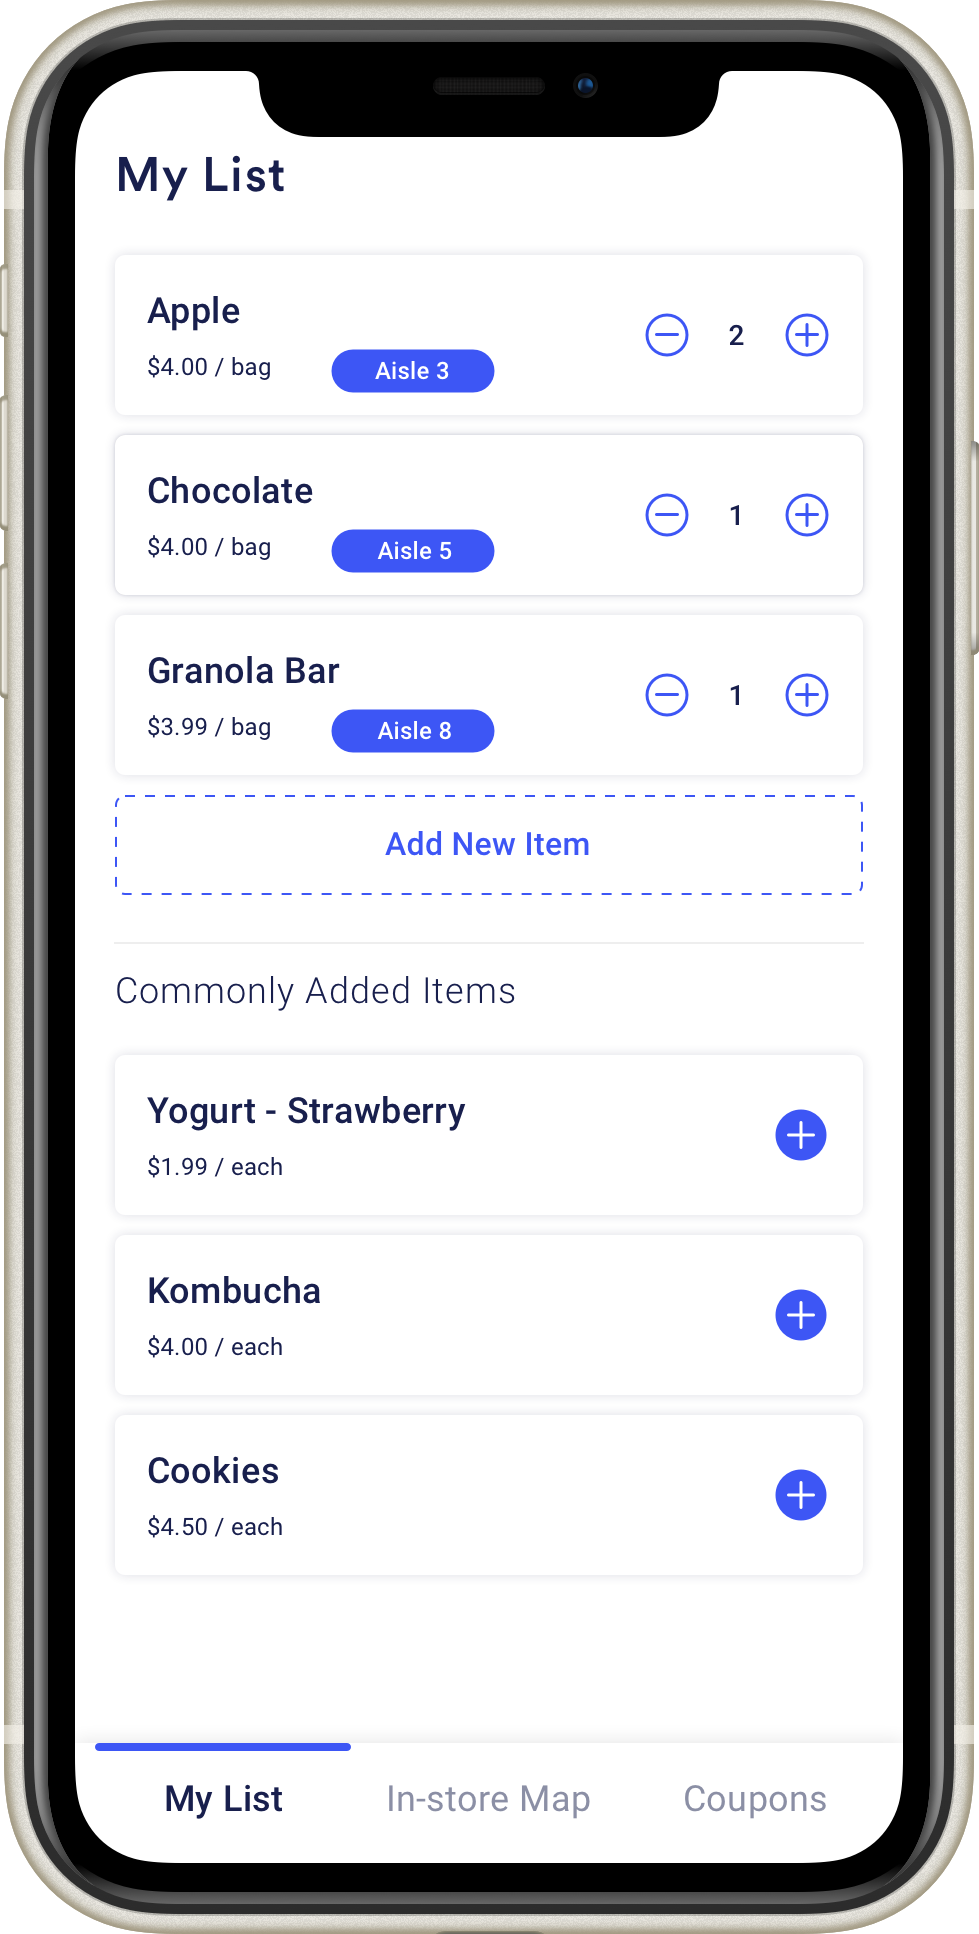 My List
Apple
$4.00 / bag
Aisle 3
2
Chocolate
$4.00 / bag
Aisle 5
1
Granola Bar
$3.99 / bag
Aisle 8
1
Add New Item
Commonly Added Items
Yogurt - Strawberry
$1.99 / each
Kombucha
$4.00 / each
Cookies
$4.50 / each
My List In-store Map Coupons